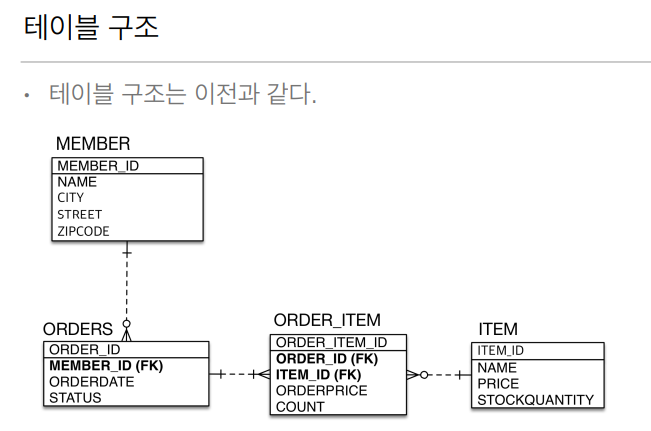 테이블 구조
• 테이블 구조는 이전과 같다.
MEMBER
MEMBER_ID
NAME
CITY
STREET
ZIPCODE
ORDERS
ORDER_ID
MEMBER_ID (FK)
ORDERDATE
STATUS
ORDER_ITEM
ORDER_ITEM_ID
ORDER_ID (FK)
ITEM_ID (FK)
ORDERPRICE
COUNT
ITEM
ITEM_ID
NAME
PRICE
STOCKQUANTITY